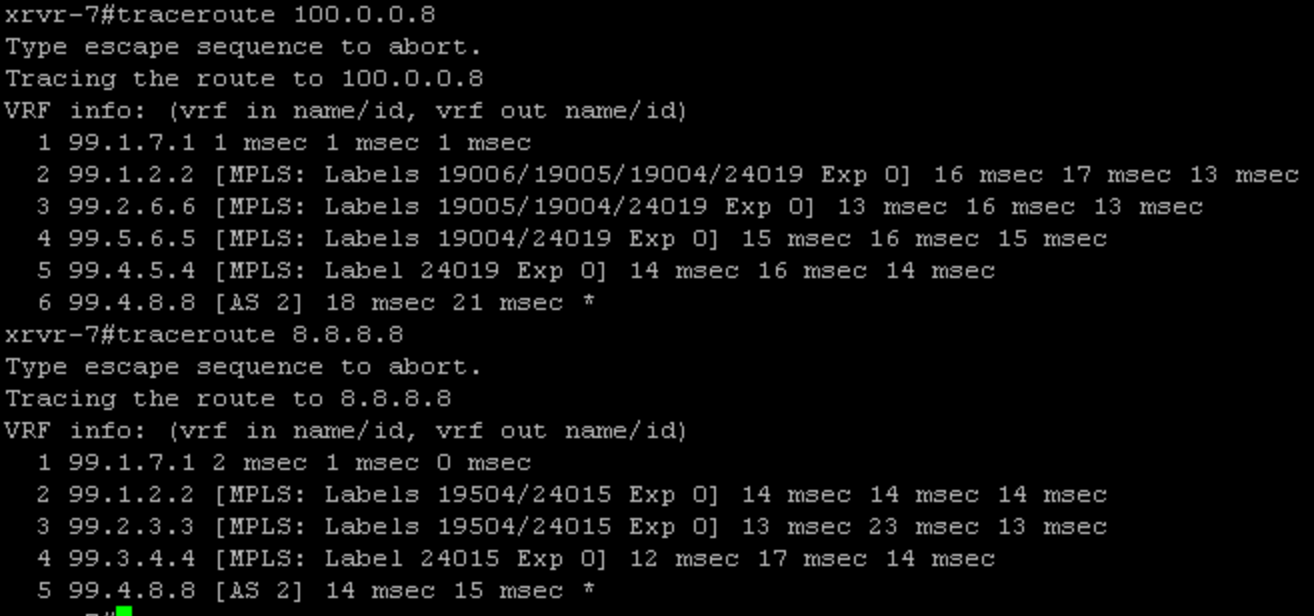 xrvr-7#traceroute 100.0.0.8
Type escape sequence to abort.
Tracing the route to 100.0.0.8
VRF info: (vrf in name/id, vrf out name/id)
  1 99.1.7.1 1 msec 1 msec 1 msec
  2 99.1.2.2 [MPLS: Labels 19006/19005/19004/24019 Exp 0] 16 msec 17 msec 13 msec
  3 99.2.6.6 [MPLS: Labels 19005/19004/24019 Exp 0] 13 msec 16 msec 13 msec
  4 99.5.6.5 [MPLS: Labels 19004/24019 Exp 0] 15 msec 16 msec 15 msec
  5 99.4.5.4 [MPLS: Label 24019 Exp 0] 14 msec 16 msec 14 msec
  6 99.4.8.8 [AS 2] 18 msec 21 msec *
xrvr-7#traceroute 8.8.8.8
Type escape sequence to abort.
Tracing the route to 8.8.8.8
VRF info: (vrf in name/id, vrf out name/id)
  1 99.1.7.1 2 msec 1 msec 0 msec
  2 99.1.2.2 [MPLS: Labels 19504/24015 Exp 0] 14 msec 14 msec 14 msec
  3 99.2.3.3 [MPLS: Labels 19504/24015 Exp 0] 13 msec 23 msec 13 msec
  4 99.3.4.4 [MPLS: Label 24015 Exp 0] 12 msec 17 msec 14 msec
  5 99.4.8.8 [AS 2] 14 msec 15 msec *